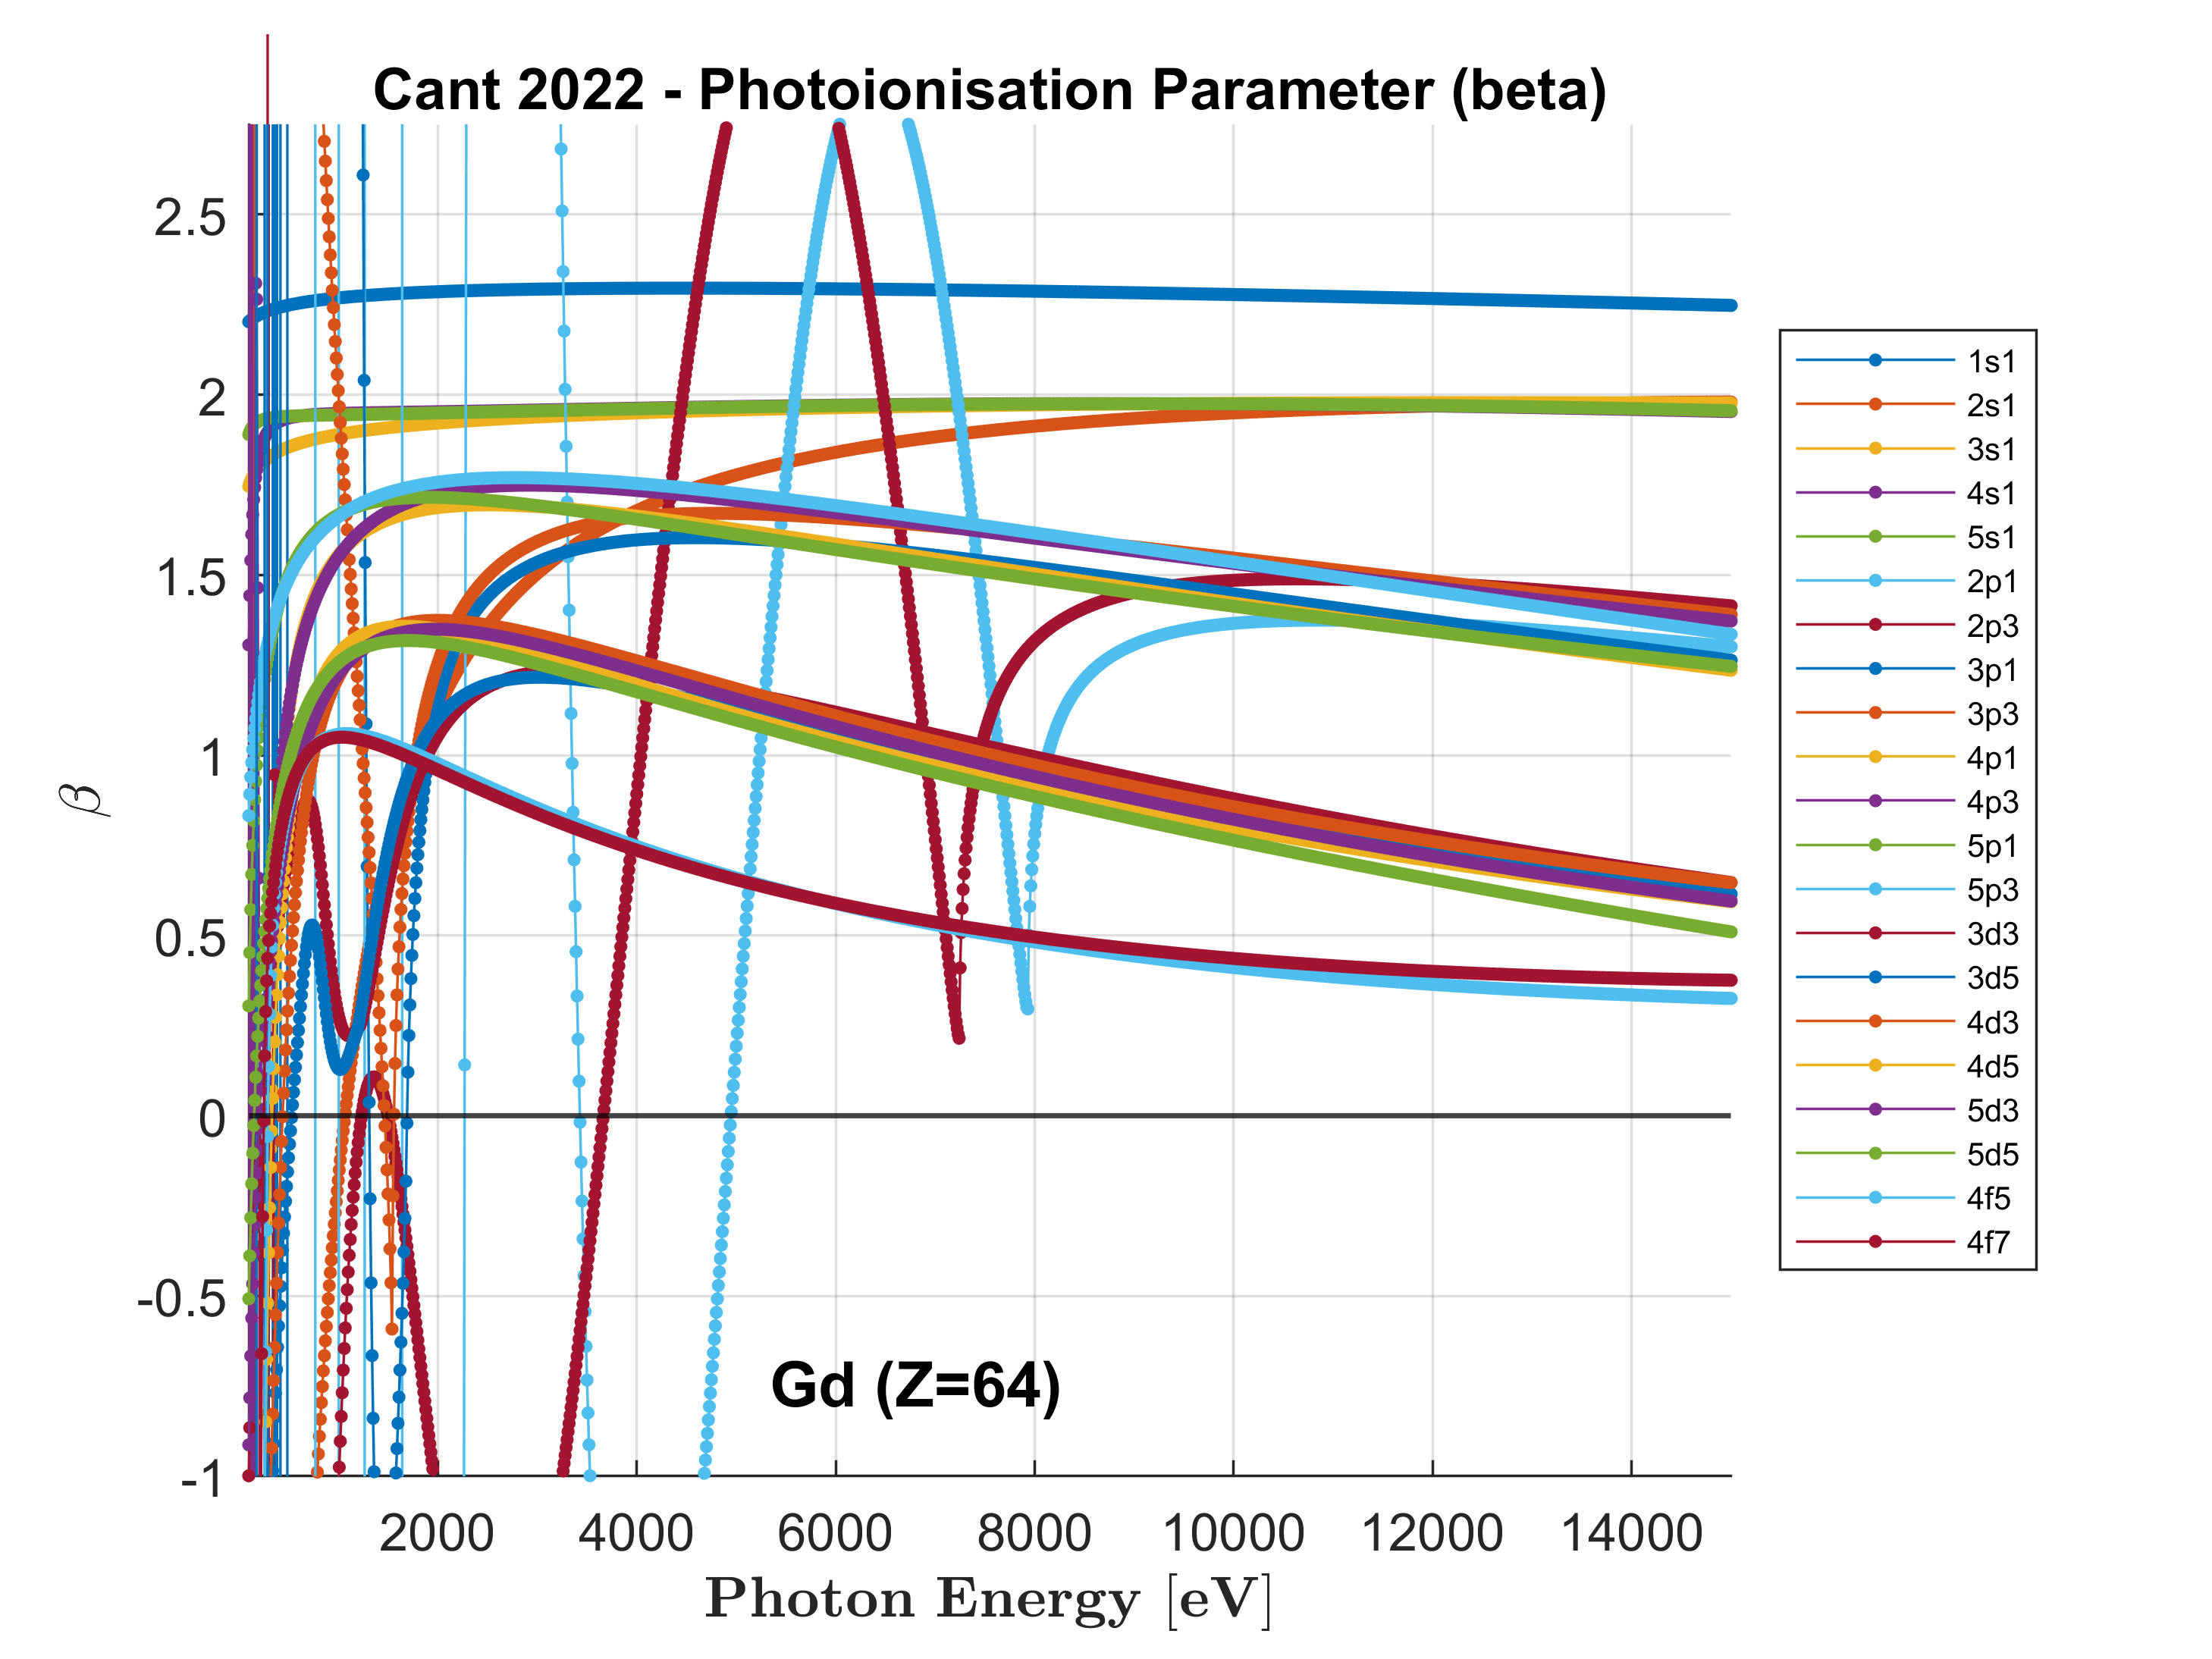 Cant 2022 - Photoionisation Parameter (beta)
2.5
2
1.5
1
0.5
0
-0.5
-1
β
2000 4000 6000 8000 10000 12000 14000
Photon Energy [eV]
Gd (Z=64)
1s1
2s1
3s1
4s1
5s1
2p1
2p3
3p1
3p3
4p1
4p3
5p1
5p3
3d3
3d5
4d3
4d5
5d3
5d5
4f5
4f7